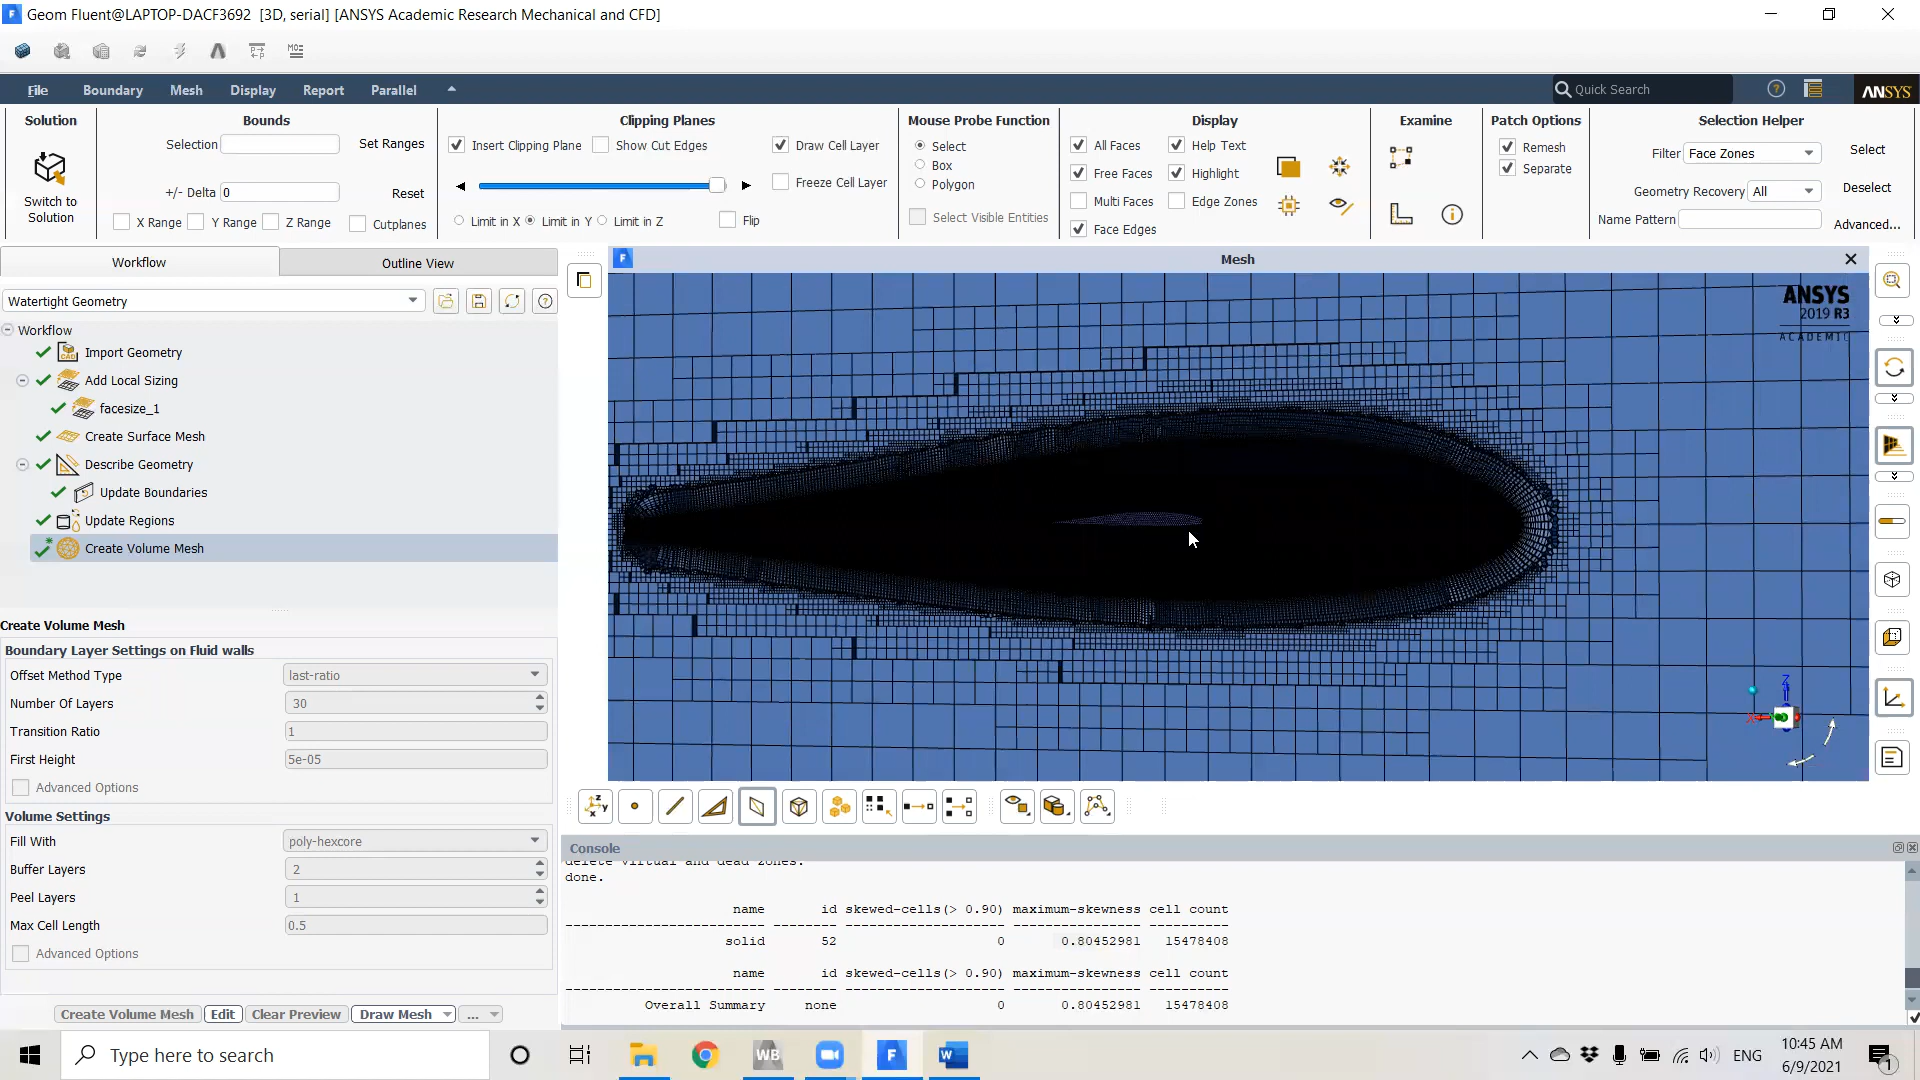 Geom Fluent@LAPTOP-DACF3692 [3D, serial] [ANSYS Academic Research Mechanical and CFD]
File Boundary Mesh Display Report Parallel
Quick Search
ANSYS
Solution
Switch to
Solution
Bounds
Selection
Set Ranges
+/- Delta 0
Reset
X Range Y Range Z Range Cutplanes
Clipping Planes
Insert Clipping Plane Show Cut Edges Draw Cell Layer
Freeze Cell Layer
Limit in X Limit in Y Limit in Z Flip
Mouse Probe Function
Select
Box
Polygon
Select Visible Entities
Display
All Faces Help Text
Free Faces Highlight
Multi Faces Edge Zones
Face Edges
Examine
Patch Options
Remesh
Separate
Selection Helper
Filter Face Zones Select
Geometry Recovery All Deselect
Name Pattern Advanced...
Workflow Outline View
Watertight Geometry
Workflow
Import Geometry
Add Local Sizing
facesize_1
Create Surface Mesh
Describe Geometry
Update Boundaries
Update Regions
Create Volume Mesh
Create Volume Mesh
Boundary Layer Settings on Fluid walls
Offset Method Type last-ratio
Number Of Layers 30
Transition Ratio 1
First Height 5e-05
Advanced Options
Volume Settings
Fill With poly-hexcore
Buffer Layers 2
Peel Layers 1
Max Cell Length 0.5
Advanced Options
Create Volume Mesh Edit Clear Preview Draw Mesh ...
Mesh
ANSYS
2019 R3
ACADEMIC
Z
Console
delete virtual and dead zones.
done.
name id skewed-cells(> 0.90) maximum-skewness cell count
solid 52 0 0.80452981 15478408
name id skewed-cells(> 0.90) maximum-skewness cell count
Overall Summary none 0 0.80452981 15478408
Type here to search
WB
ENG
10:45 AM
6/9/2021
1